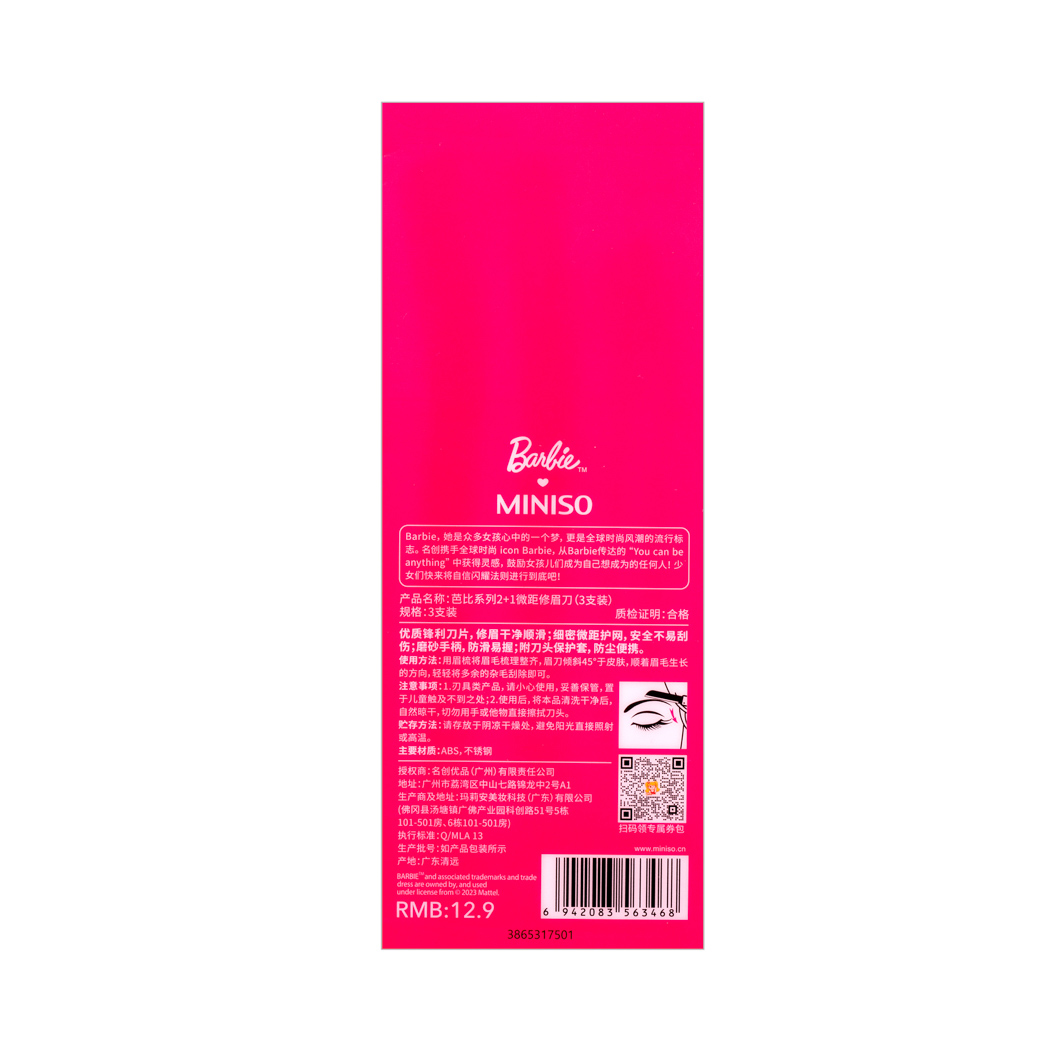 Barbie™
MINISO
Barbie，她是众多女孩心中的一个梦，更是全球时尚风潮的流行标
志。名创携手全球时尚 icon Barbie，从Barbie传达的 “You can be
anything” 中获得灵感，鼓励女孩儿们成为自己想成为的任何人！少
女们快来将自信闪耀法则进行到底吧！
产品名称：芭比系列2+1微距修眉刀（3支装）
规格：3支装 质检证明：合格
优质锋利刀片，修眉干净顺滑；细密微距护网，安全不易刮
伤；磨砂手柄，防滑易握；附刀头保护套，防尘便携。
使用方法：用眉梳将眉毛梳理整齐，眉刀倾斜45°于皮肤，顺着眉毛生长
的方向，轻轻将多余的杂毛刮除即可。
注意事项：1.刃具类产品，请小心使用，妥善保管，置
于儿童触及不到之处；2.使用后，将本品清洗干净后，
自然晾干，切勿用手或他物直接擦拭刀头。
贮存方法：请存放于阴凉干燥处，避免阳光直接照射
或高温。
主要材质：ABS，不锈钢
授权商：名创优品（广州）有限责任公司
地址：广州市荔湾区中山七路锦龙中2号A1
生产商及地址：玛莉安美妆科技（广东）有限公司
(佛冈县汤塘镇广佛产业园科创路51号5栋
101-501房、6栋101-501房)
执行标准：Q/MLA 13
生产批号：如产品包装所示
产地：广东清远
扫码领专属券包
www.miniso.cn
BARBIE™and associated trademarks and trade
dress are owned by, and used
under license from © 2023 Mattel.
RMB:12.9
6 942083 563468
3865317501